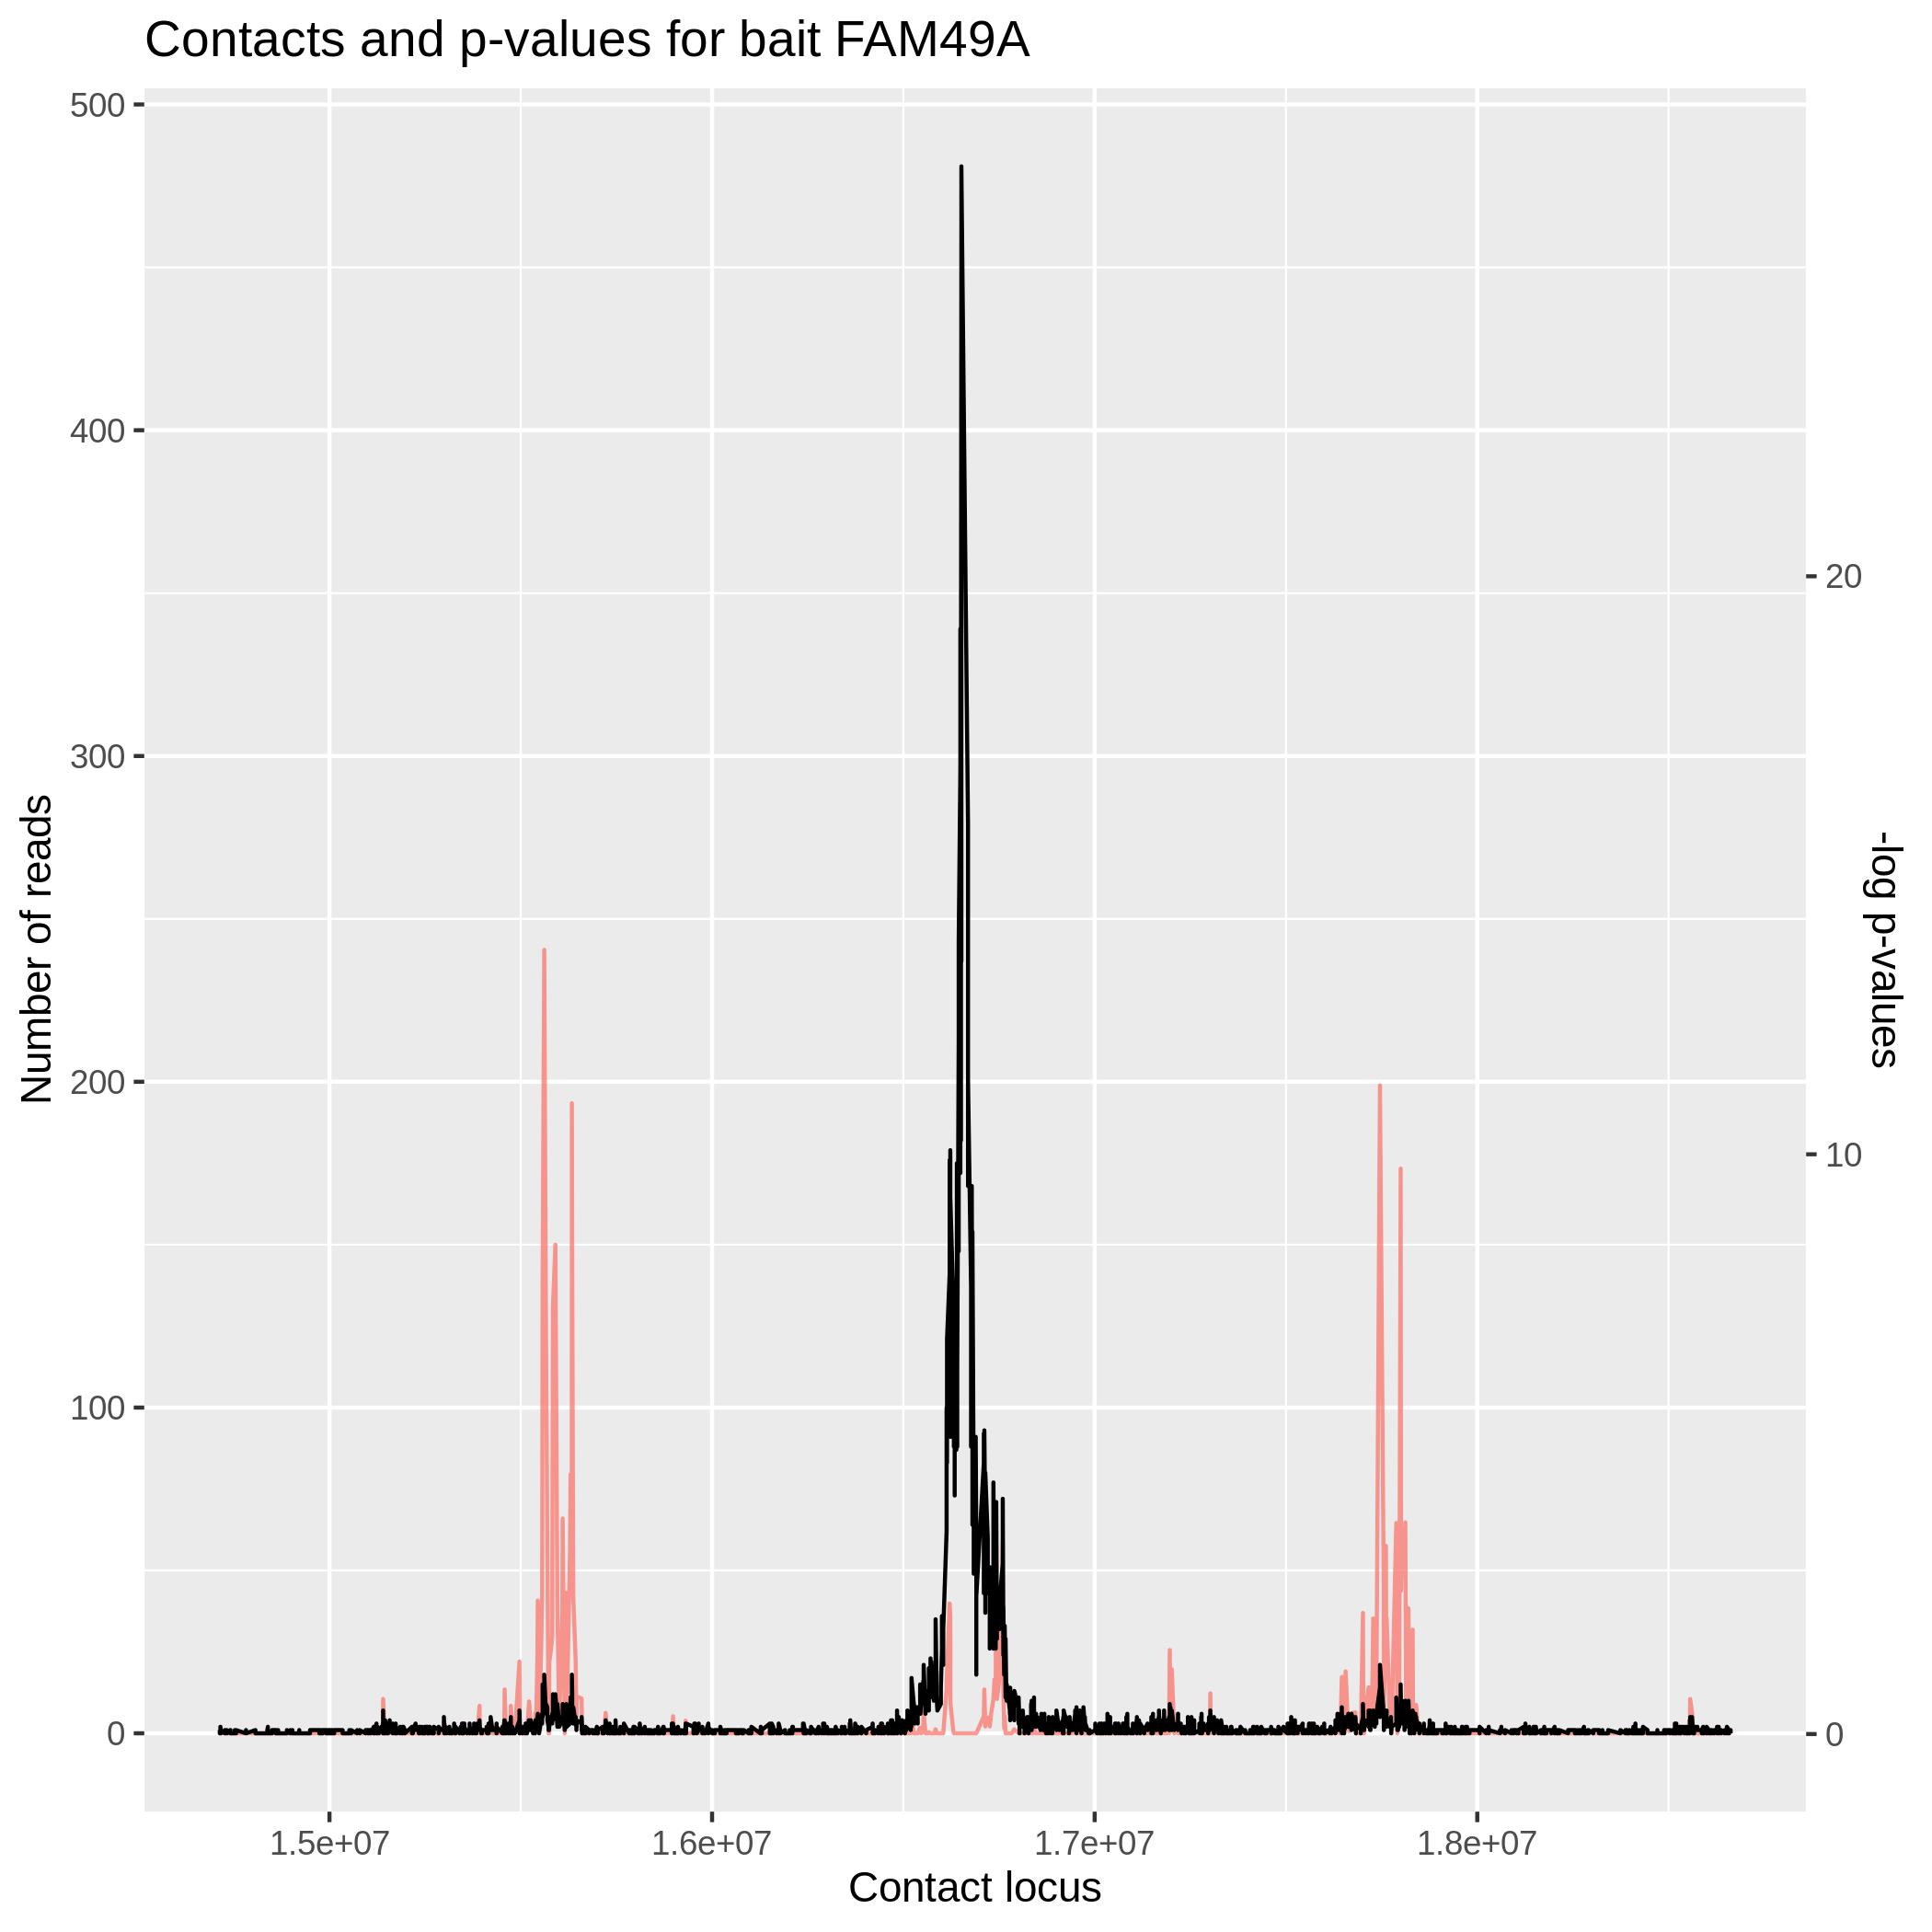 Contacts and p-values for bait FAM49A
500
400
300
200
100
0
Number of reads
20
10
0
-log p-values
1.5e+07
1.6e+07
1.7e+07
1.8e+07
Contact locus